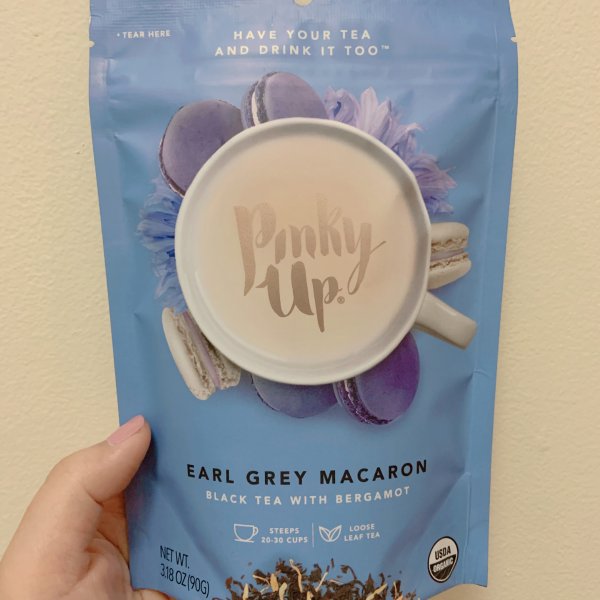 • TEAR HERE
HAVE YOUR TEA
AND DRINK IT TOO™
Pinky
Up®
EARL GREY MACARON
BLACK TEA WITH BERGAMOT
STEEPS
20-30 CUPS
LOOSE
LEAF TEA
USDA
ORGANIC
NET WT.
3.18 OZ (90G)